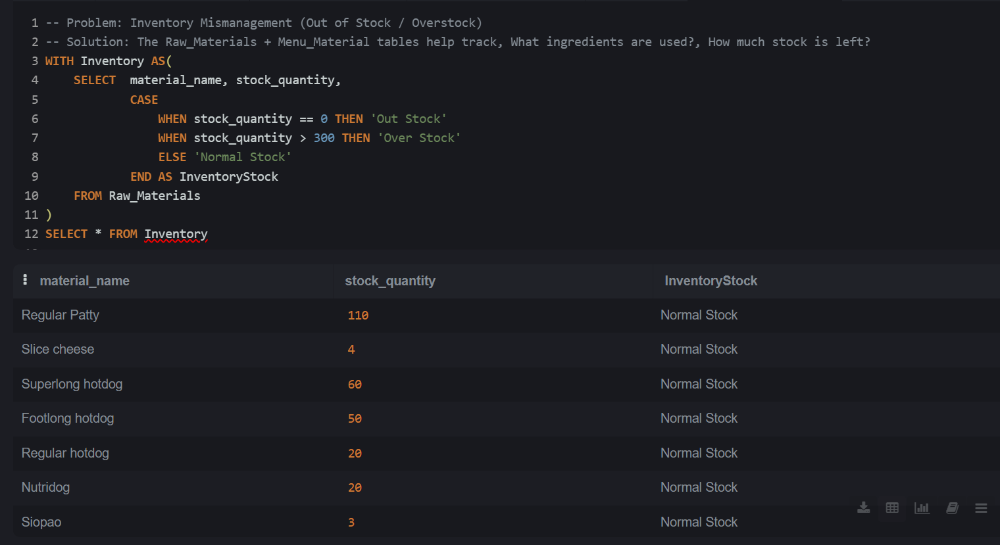 1 -- Problem: Inventory Mismanagement (Out of Stock / Overstock)
2 -- Solution: The Raw_Materials + Menu_Material tables help track, What ingredients are used?, How much stock is left?
3 WITH Inventory AS(
4 SELECT material_name, stock_quantity,
5 CASE
6 WHEN stock_quantity == 0 THEN 'Out Stock'
7 WHEN stock_quantity > 300 THEN 'Over Stock'
8 ELSE 'Normal Stock'
9 END AS InventoryStock
10 FROM Raw_Materials
11 )
12 SELECT * FROM Inventory
material_name stock_quantity InventoryStock
Regular Patty 110 Normal Stock
Slice cheese 4 Normal Stock
Superlong hotdog 60 Normal Stock
Footlong hotdog 50 Normal Stock
Regular hotdog 20 Normal Stock
Nutridog 20 Normal Stock
Siopao 3 Normal Stock